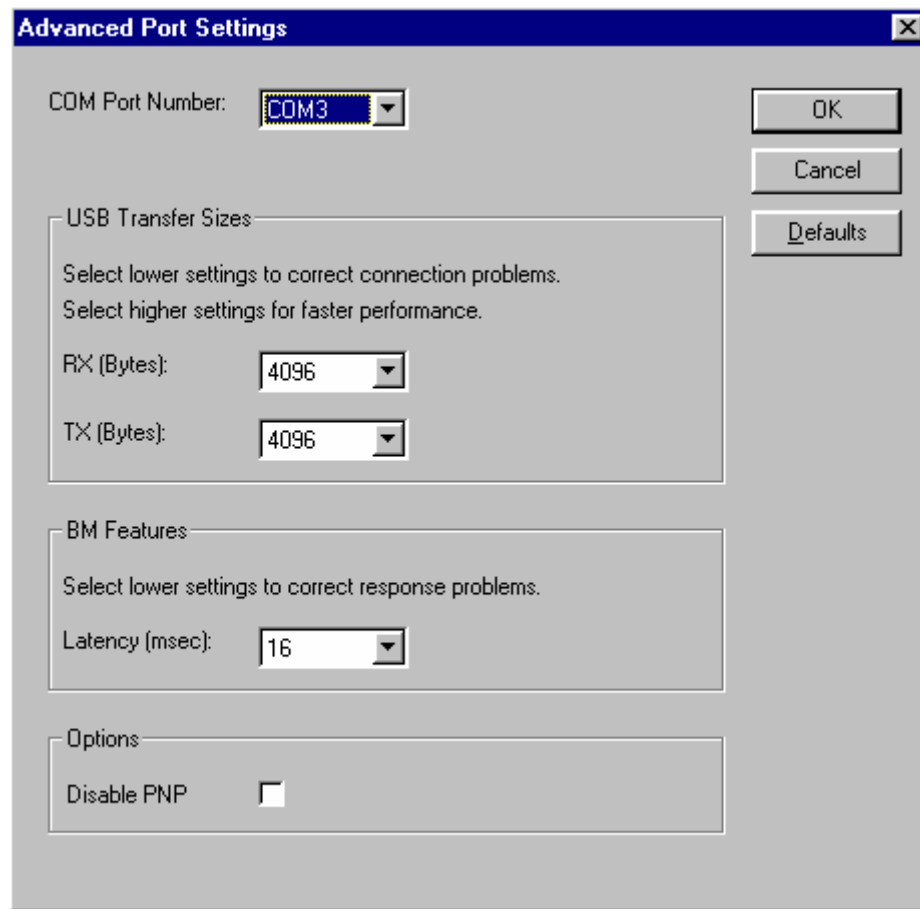 Advanced Port Settings
COM Port Number:
COM3
OK
Cancel
Defaults
USB Transfer Sizes
Select lower settings to correct connection problems.
Select higher settings for faster performance.
RX (Bytes):
4096
TX (Bytes):
4096
BM Features
Select lower settings to correct response problems.
Latency (msec):
16
Options
Disable PNP